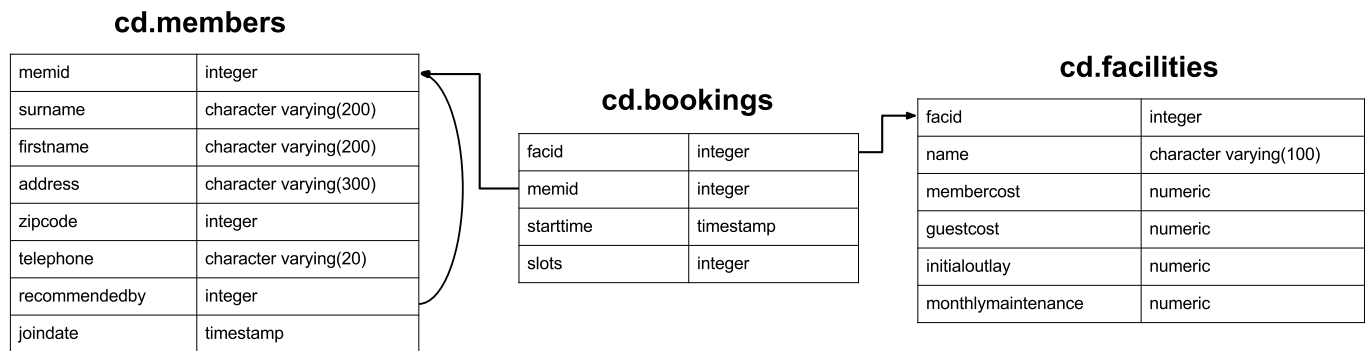 cd.members
memid integer
surname character varying(200)
firstname character varying(200)
address character varying(300)
zipcode integer
telephone character varying(20)
recommendedby integer
joindate timestamp
cd.bookings
facid integer
memid integer
starttime timestamp
slots integer
cd.facilities
facid integer
name character varying(100)
membercost numeric
guestcost numeric
initialoutlay numeric
monthlymaintenance numeric